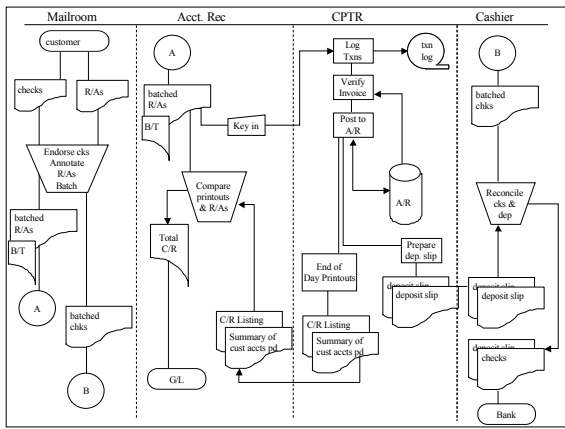 Mailroom
Acct. Rec
CPTR
Cashier
customer
checks
R/As
Endorse cks
Annotate
R/As
Batch
batched
R/As
B/T
A
batched
chks
B
A
batched
R/As
B/T
Key in
Compare
printouts
& R/As
Total
C/R
G/L
C/R Listing
Summary of
cust accts pd
Log
Txns
txn
log
Verify
Invoice
Post to
A/R
A/R
Prepare
dep. slip
End of
Day Printouts
deposit slip
deposit slip
C/R Listing
Summary of
cust accts pd
B
batched
chks
Reconcile
cks &
dep
deposit slip
deposit slip
deposit slip
checks
Bank